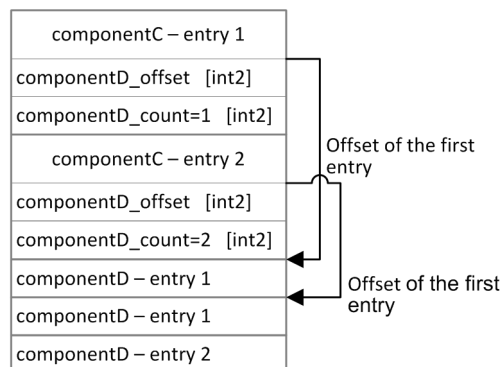 componentC – entry 1
componentD_offset [int2]
componentD_count=1 [int2]
componentC – entry 2
componentD_offset [int2]
componentD_count=2 [int2]
componentD – entry 1
componentD – entry 1
componentD – entry 2
Offset of the first
entry
Offset of the first
entry